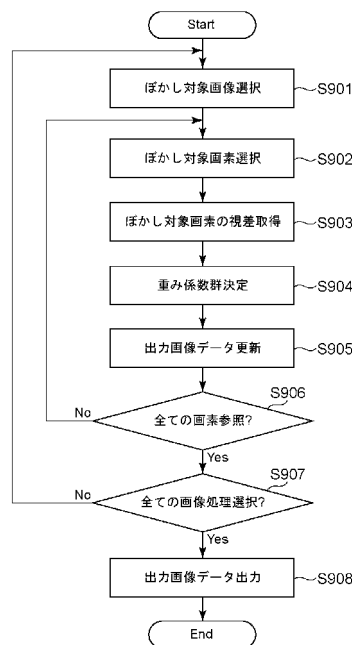 Start
ぼかし対象画像選択
S901
ぼかし対象画素選択
S902
ぼかし対象画素の視差取得
S903
重み係数群決定
S904
出力画像データ更新
S905
S906
No
全ての画素参照?
Yes
S907
No
全ての画像処理選択?
Yes
出力画像データ出力
S908
End